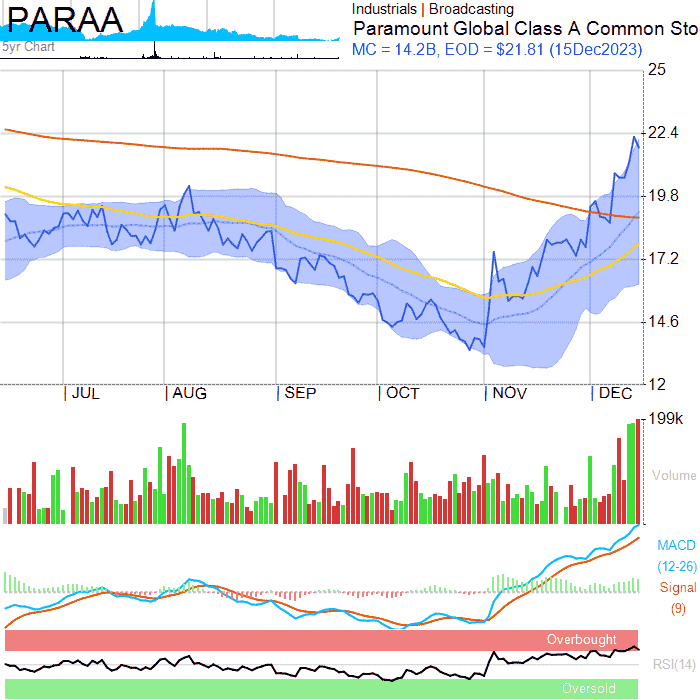 PARAA
5yr Chart
Industrials | Broadcasting
Paramount Global Class A Common Sto
MC = 14.2B, EOD = $21.81 (15Dec2023)
25
22.4
19.8
17.2
14.6
12
JUL AUG SEP OCT NOV DEC
199k
Volume
MACD
(12-26)
Signal
(9)
Overbought
RSI(14)
Oversold